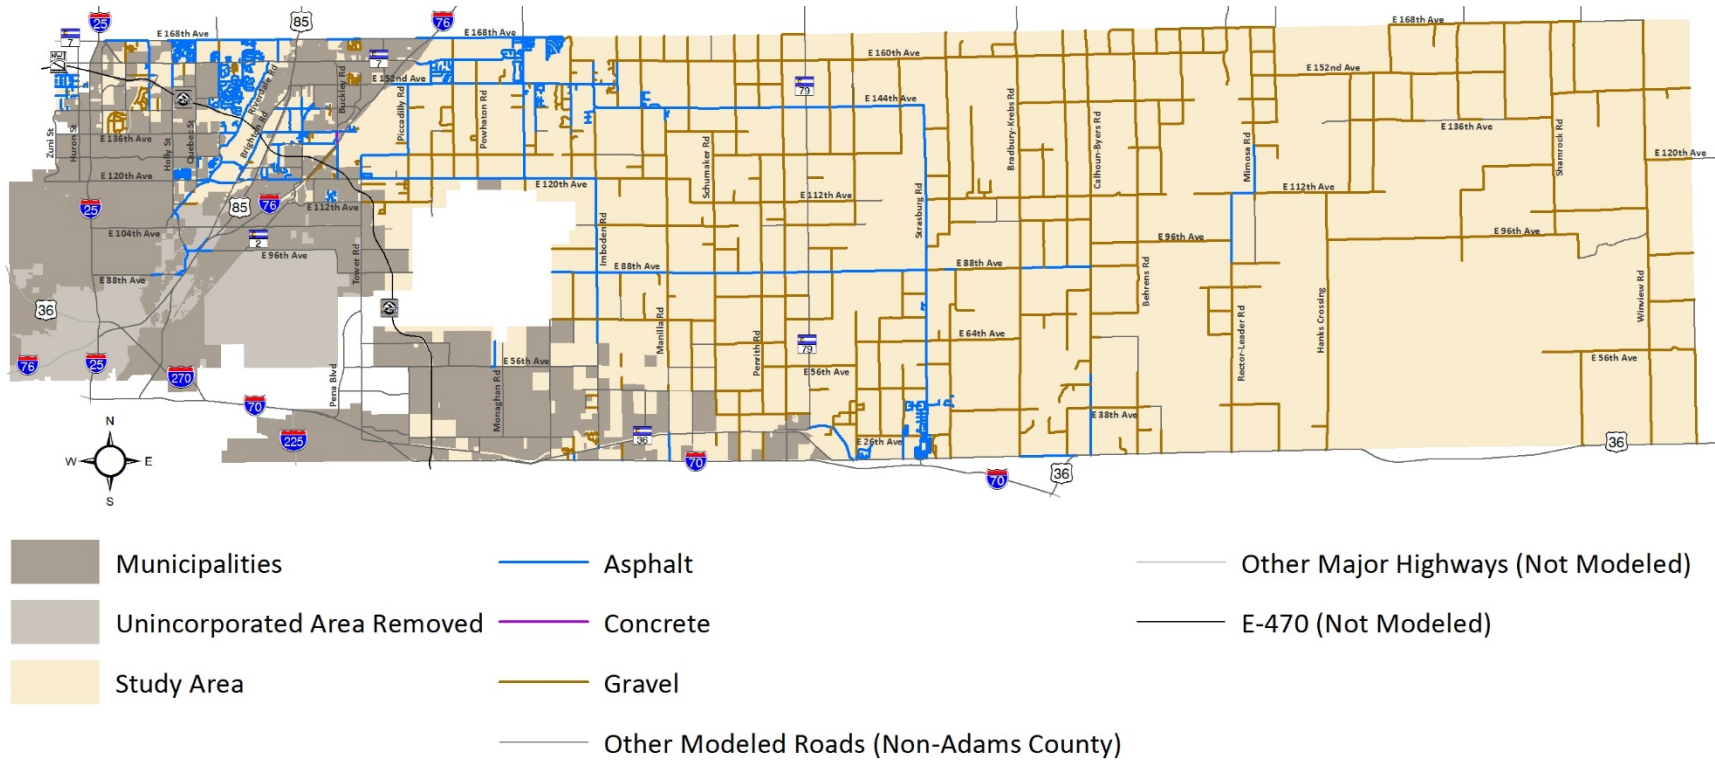 25
85
76
7
E 168th Ave
E 168th Ave
E 168th Ave
7
E 160th Ave
E 152nd Ave
E 152nd Ave
79
E 144th Ave
Riverdale Rd
Buckley Rd
Piccadilly Rd
Powhaton Rd
Bradbury-Krebs Rd
Calhoun-Byers Rd
Mimosa Rd
E 136th Ave
Shamrock Rd
Zuni St
Huron St
E 136th Ave
Holly St
Quebec St
Brighton Rd
Schumaker Rd
E 120th Ave
E 120th Ave
E 120th Ave
E 112th Ave
E 112th Ave
E 112th Ave
25
85
76
2
E 104th Ave
E 96th Ave
E 96th Ave
E 96th Ave
Imboden Rd
Strasburg Rd
E 88th Ave
E 88th Ave
E 88th Ave
Tower Rd
Behrens Rd
Winview Rd
36
Manilla Rd
Penrith Rd
79
E 64th Ave
Rector-Leader Rd
Hanks Crossing
76
25
270
E 56th Ave
E 56th Ave
E 56th Ave
Pena Blvd
Monaghan Rd
70
225
36
E 38th Ave
E 26th Ave
36
70
70
36
N
W
E
S
Municipalities
Asphalt
Other Major Highways (Not Modeled)
Unincorporated Area Removed
Concrete
E-470 (Not Modeled)
Study Area
Gravel
Other Modeled Roads (Non-Adams County)